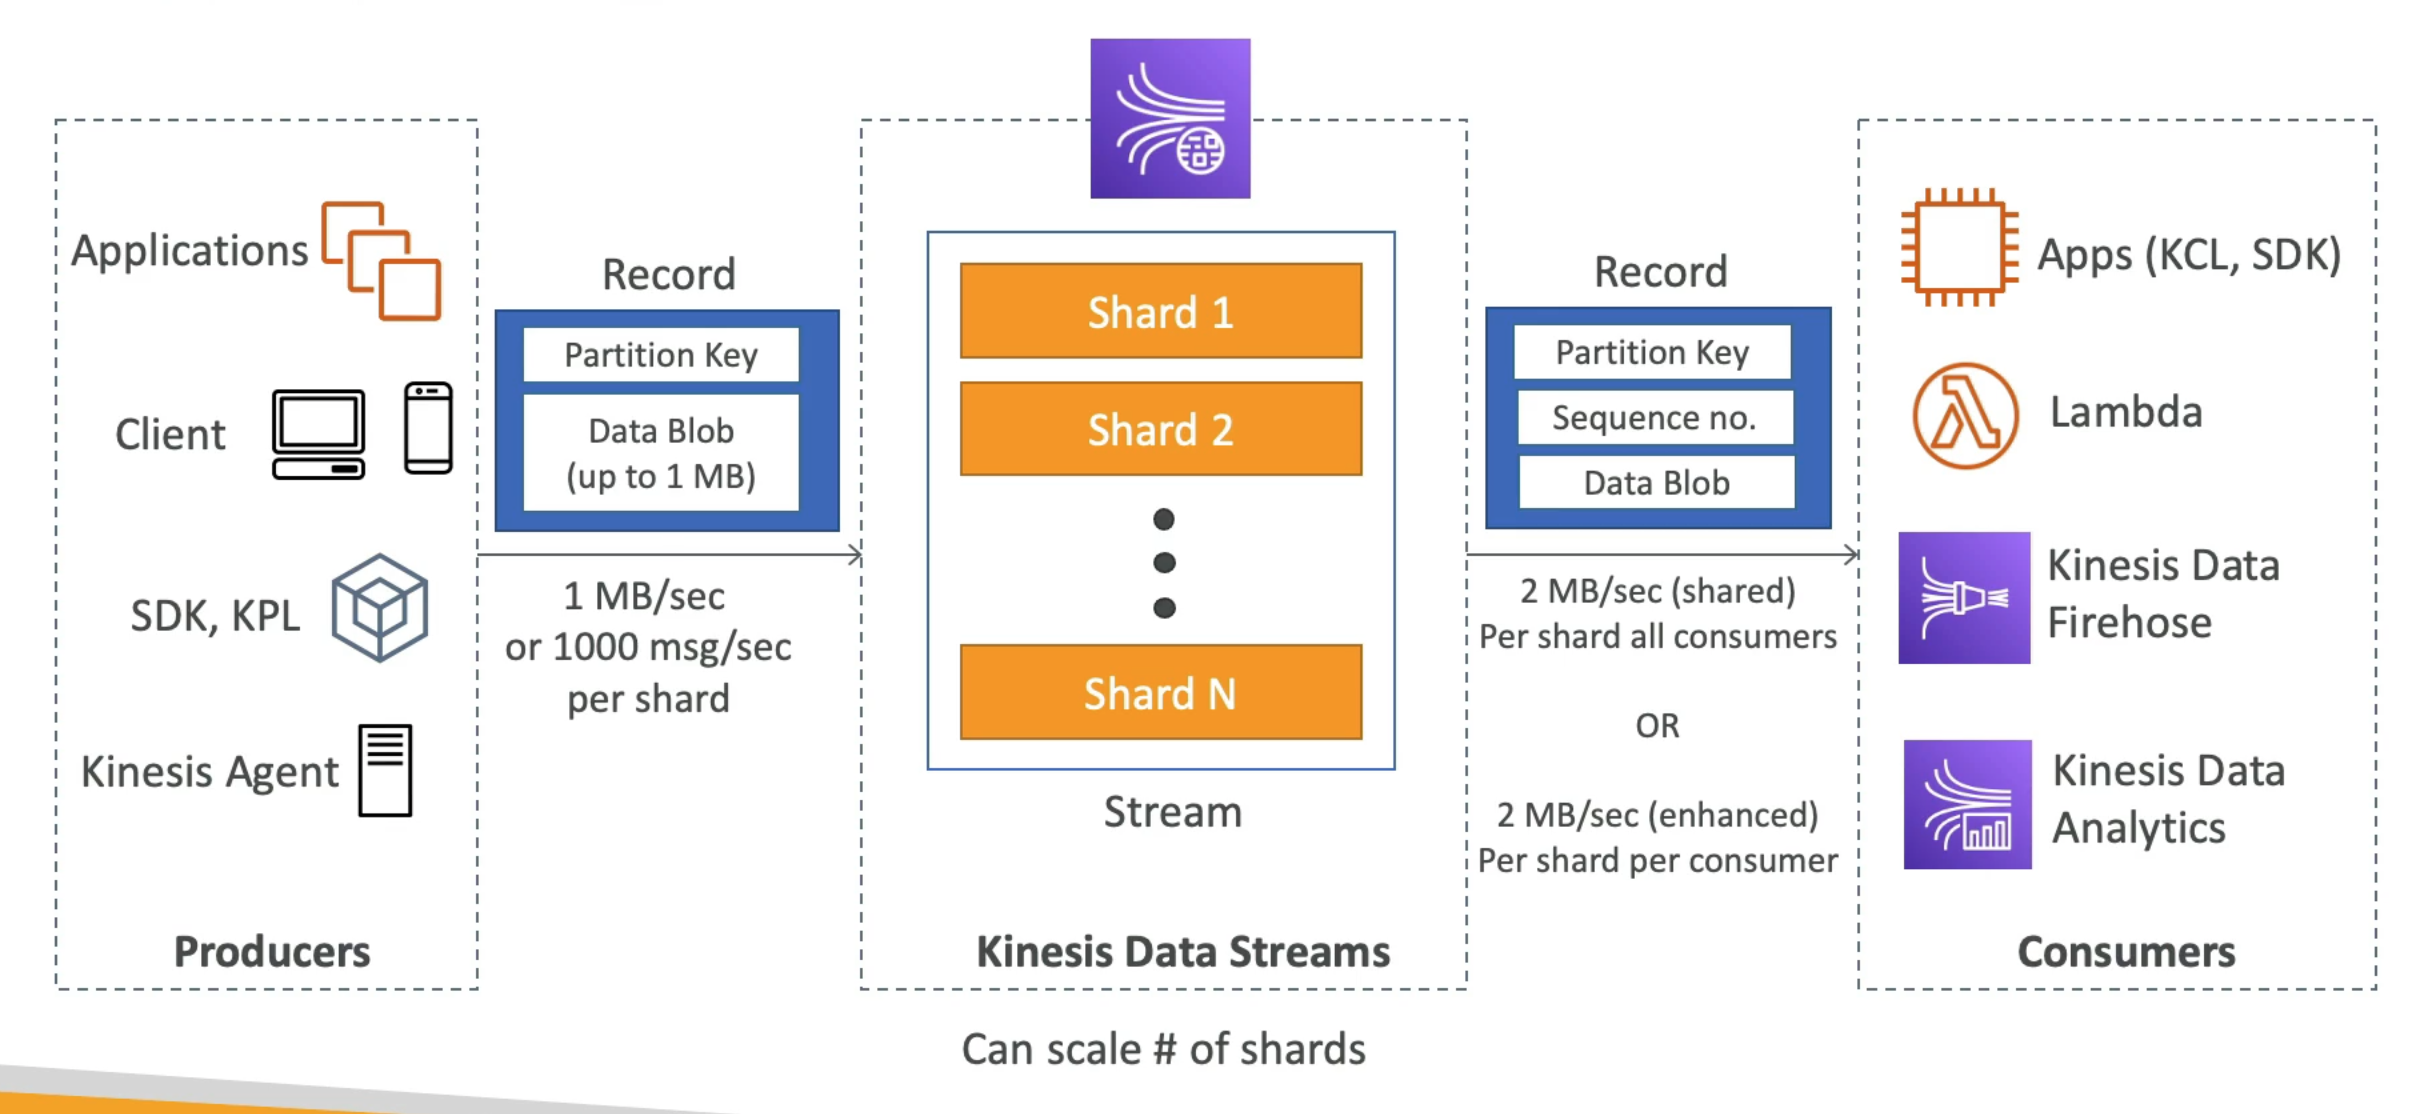 Applications
Client
SDK, KPL
Kinesis Agent
Producers
Record
Partition Key
Data Blob
(up to 1 MB)
1 MB/sec
or 1000 msg/sec
per shard
Shard 1
Shard 2
Shard N
Stream
Kinesis Data Streams
Can scale # of shards
Record
Partition Key
Sequence no.
Data Blob
2 MB/sec (shared)
Per shard all consumers
OR
2 MB/sec (enhanced)
Per shard per consumer
Apps (KCL, SDK)
Lambda
Kinesis Data
Firehose
Kinesis Data
Analytics
Consumers